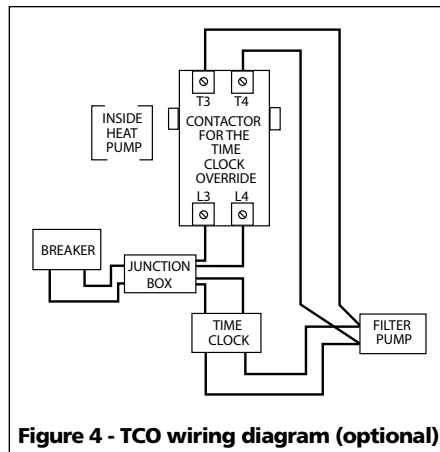 T3 T4
[INSIDE
HEAT
PUMP]
CONTACTOR
FOR THE
TIME
CLOCK
OVERRIDE
L3 L4
BREAKER
JUNCTION
BOX
TIME
CLOCK
FILTER
PUMP
Figure 4 - TCO wiring diagram (optional)